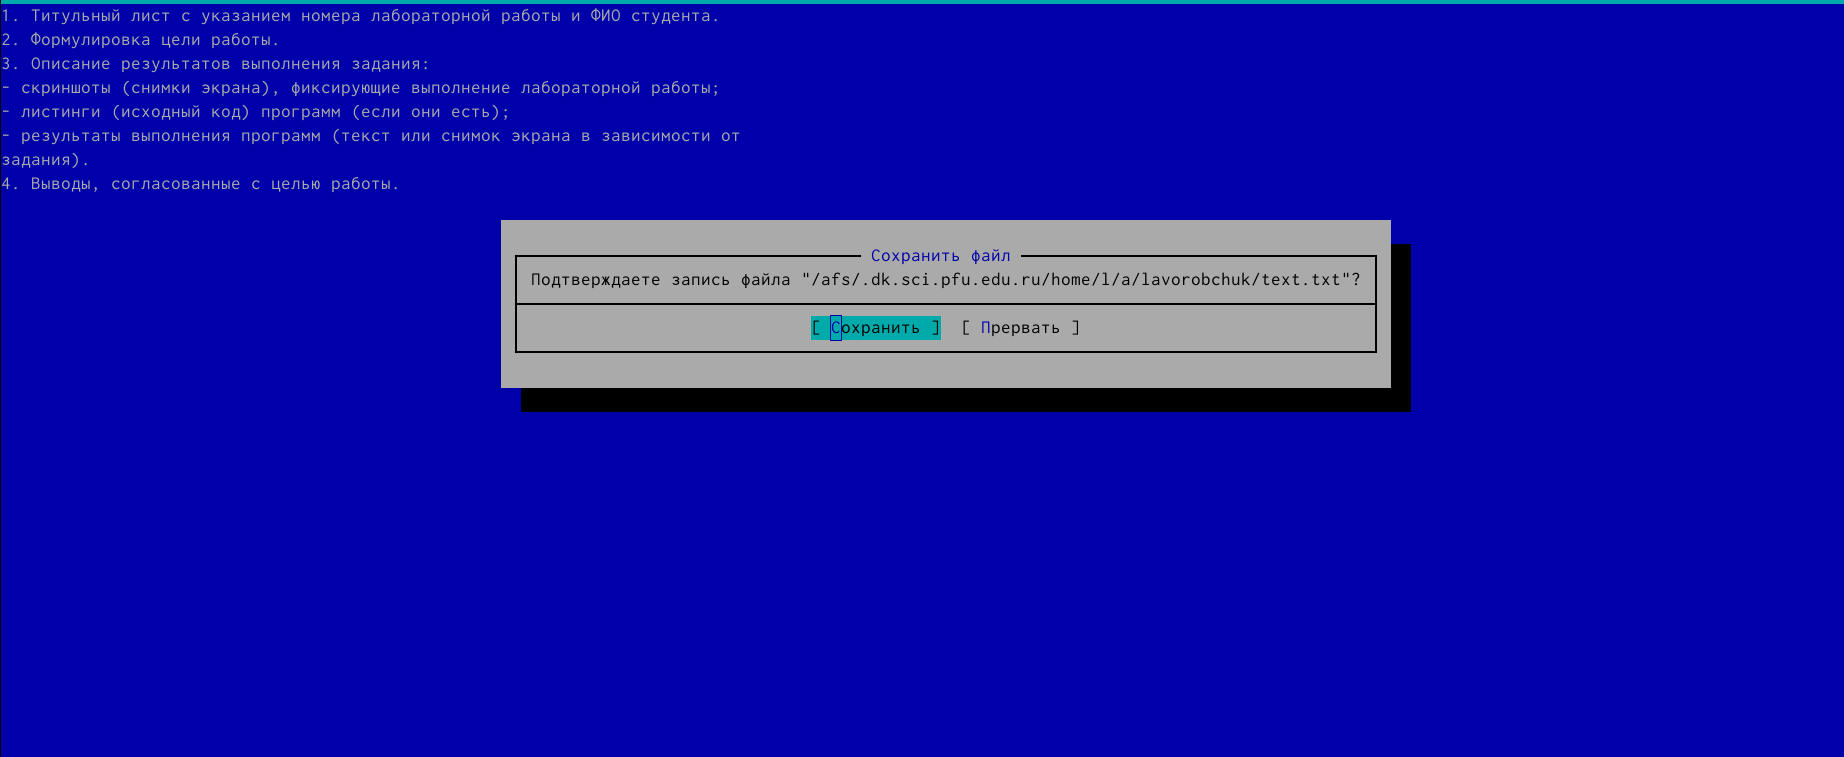 1. Титульный лист с указанием номера лабораторной работы и ФИО студента.
2. Формулировка цели работы.
3. Описание результатов выполнения задания:
- скриншоты (снимки экрана), фиксирующие выполнение лабораторной работы;
- листинги (исходный код) программ (если они есть);
- результаты выполнения программ (текст или снимок экрана в зависимости от
задания).
4. Выводы, согласованные с целью работы.
Сохранить файл
Подтверждаете запись файла "/afs/.dk.sci.pfu.edu.ru/home/l/a/lavorobchuk/text.txt"?
[ Сохранить ] [ Прервать ]